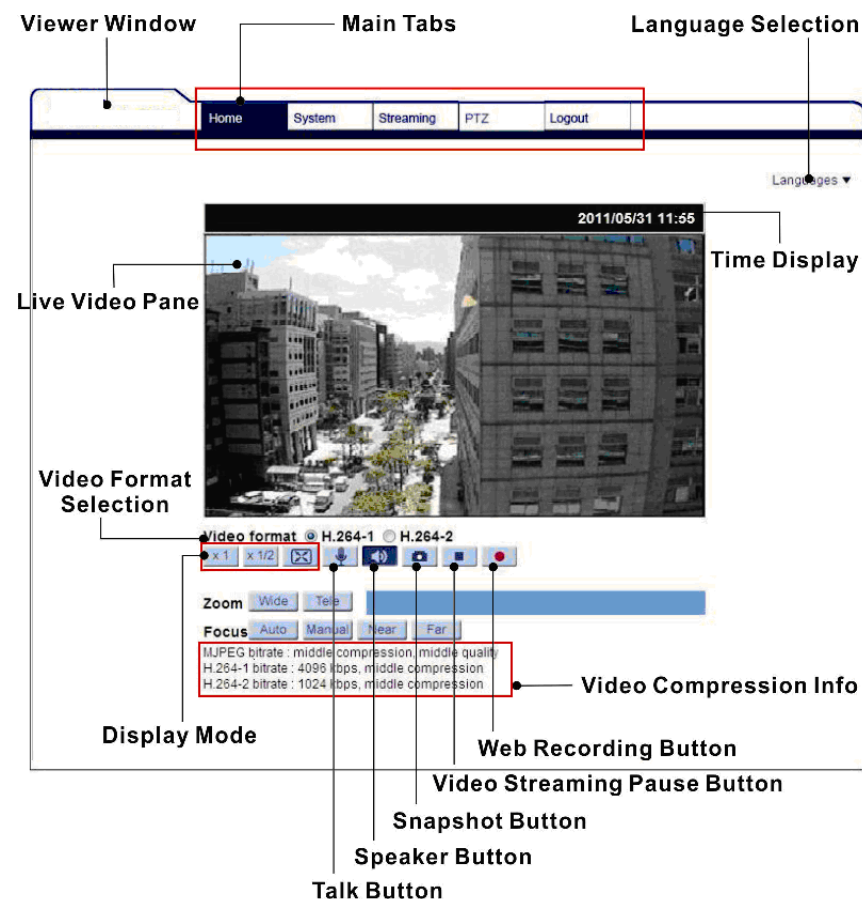 Viewer Window
Main Tabs
Language Selection
Home
System
Streaming
PTZ
Logout
Languages ▼
2011/05/31 11:55
Time Display
Live Video Pane
Video Format
Selection
Video format H.264-1 H.264-2
x 1
x 1/2
Zoom Wide Tele
Focus Auto Manual Near Far
MJPEG bitrate : middle compression, middle quality
H.264-1 bitrate : 4096 kbps, middle compression
H.264-2 bitrate : 1024 kbps, middle compression
Video Compression Info
Display Mode
Web Recording Button
Video Streaming Pause Button
Snapshot Button
Speaker Button
Talk Button